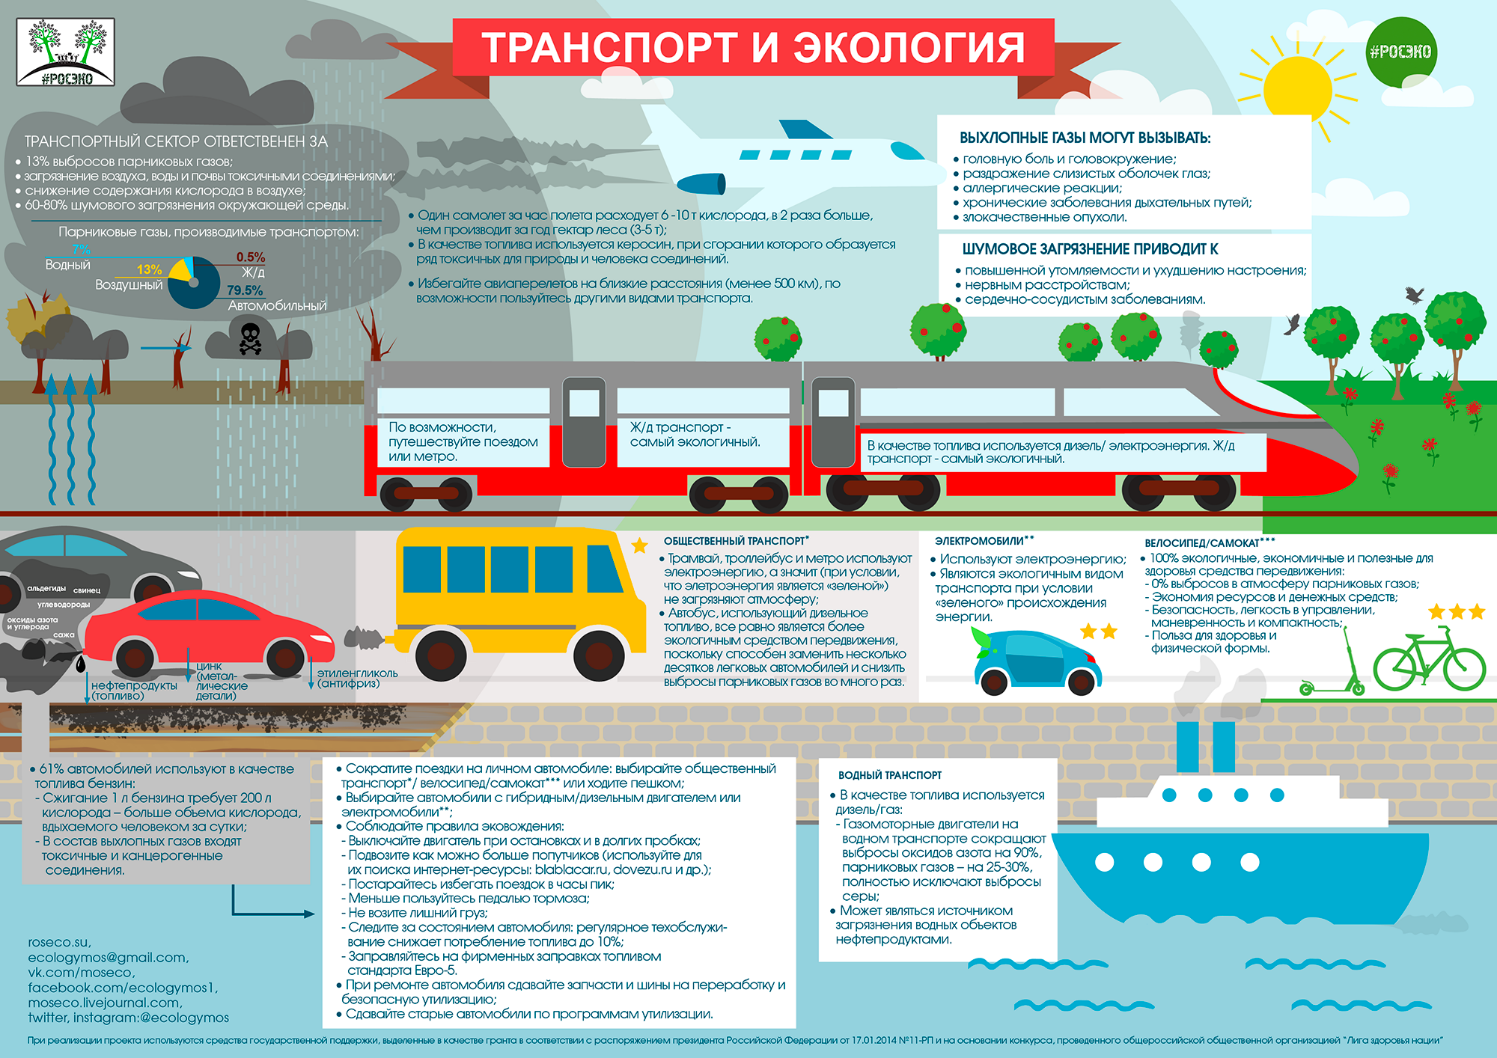 #РОСЭКО
ТРАНСПОРТ И ЭКОЛОГИЯ
#РОСЭКО
ТРАНСПОРТНЫЙ СЕКТОР ОТВЕТСТВЕНЕН ЗА
• 13% выбросов парниковых газов;
• загрязнение воздуха, воды и почвы токсичными соединениями;
• снижение содержания кислорода в воздухе;
• 60-80% шумового загрязнения окружающей среды.
Парниковые газы, производимые транспортом:
7%
Водный
13%
Воздушный
0.5%
Ж/д
79.5%
Автомобильный
• Один самолет за час полета расходует 6 -10 т кислорода, в 2 раза больше,
чем производит за год гектар леса (3-5 т);
• В качестве топлива используется керосин, при сгорании которого образуется
ряд токсичных для природы и человека соединений.
• Избегайте авиаперелетов на близкие расстояния (менее 500 км), по
возможности пользуйтесь другими видами транспорта.
ВЫХЛОПНЫЕ ГАЗЫ МОГУТ ВЫЗЫВАТЬ:
• головную боль и головокружение;
• раздражение слизистых оболочек глаз;
• аллергические реакции;
• хронические заболевания дыхательных путей;
• злокачественные опухоли.
ШУМОВОЕ ЗАГРЯЗНЕНИЕ ПРИВОДИТ К
• повышенной утомляемости и ухудшению настроения;
• нервным расстройствам;
• сердечно-сосудистым заболеваниям.
По возможности,
путешествуйте поездом
или метро.
Ж/д транспорт -
самый экологичный.
В качестве топлива используется дизель/ электроэнергия. Ж/д
транспорт - самый экологичный.
альдегиды
свинец
углеводороды
оксиды азота
и углерода
сажа
нефтепродукты
(топливо)
цинк
(метал-
лические
детали)
этиленгликоль
(антифриз)
ОБЩЕСТВЕННЫЙ ТРАНСПОРТ*
• Трамвай, троллейбус и метро используют
электроэнергию, а значит (при условии,
что элетроэнергия является «зеленой»)
не загрязняют атмосферу;
• Автобус, использующий дизельное
топливо, все равно является более
экологичным средством передвижения,
поскольку способен заменить несколько
десятков легковых автомобилей и снизить
выбросы парниковых газов во много раз.
ЭЛЕКТРОМОБИЛИ**
• Используют электроэнергию;
• Являются экологичным видом
транспорта при условии
«зеленого» происхождения
энергии.
ВЕЛОСИПЕД/САМОКАТ***
• 100% экологичные, экономичные и полезные для
здоровья средства передвижения:
- 0% выбросов в атмосферу парниковых газов;
- Экономия ресурсов и денежных средств;
- Безопасность, легкость в управлении,
маневренность и компактность;
- Польза для здоровья и
физической формы.
• 61% автомобилей используют в качестве
топлива бензин:
- Сжигание 1 л бензина требует 200 л
кислорода – больше обьема кислорода,
вдыхаемого человеком за сутки;
- В состав выхлопных газов входят
токсичные и канцерогенные
соединения.
• Сократите поездки на личном автомобиле: выбирайте общественный
транспорт*/ велосипед/самокат*** или ходите пешком;
• Выбирайте автомобили с гибридным/дизельным двигателем или
электромобили**;
• Соблюдайте правила эковождения:
- Выключайте двигатель при остановках и в долгих пробках;
- Подвозите как можно больше попутчиков (используйте для
их поиска интернет-ресурсы: blablacar.ru, dovezu.ru и др.);
- Постарайтесь избегать поездок в часы пик;
- Меньше пользуйтесь педалью тормоза;
- Не возите лишний груз;
- Следите за состоянием автомобиля: регулярное техобслужи-
вание снижает потребление топлива до 10%;
- Заправляйтесь на фирменных заправках топливом
стандарта Евро-5.
• При ремонте автомобиля сдавайте запчасти и шины на переработку и
безопасную утилизацию;
• Сдавайте старые автомобили по программам утилизации.
ВОДНЫЙ ТРАНСПОРТ
• В качестве топлива используется
дизель/газ:
- Газомоторные двигатели на
водном транспорте сокращают
выбросы оксидов азота на 90%,
парниковых газов – на 25-30%,
полностью исключают выбросы
серы;
• Может являться источником
загрязнения водных объектов
нефтепродуктами.
roseco.su,
ecologymos@gmail.com,
vk.com/moseco,
facebook.com/ecologymos1,
moseco.livejournal.com,
twitter, instagram:@ecologymos
При реализации проекта используются средства государственной поддержки, выделенные в качестве гранта в соответствии с распоряжением президента Российской Федерации от 17.01.2014 №11-РП и на основании конкурса, проведенного общероссийской общественной организацией "Лига здоровья нации"